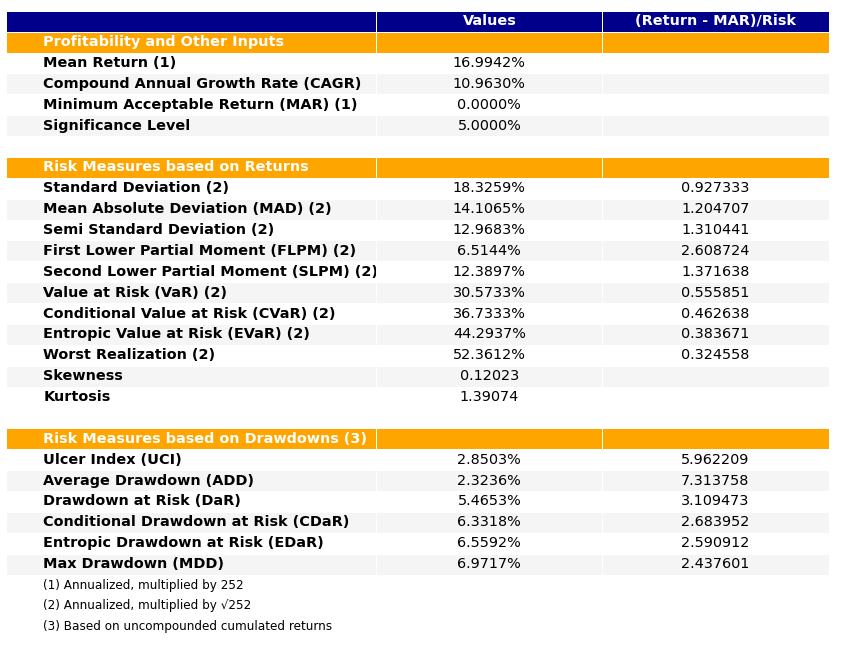 Values (Return - MAR)/Risk
Profitability and Other Inputs
Mean Return (1) 16.9942%
Compound Annual Growth Rate (CAGR) 10.9630%
Minimum Acceptable Return (MAR) (1) 0.0000%
Significance Level 5.0000%
Risk Measures based on Returns
Standard Deviation (2) 18.3259% 0.927333
Mean Absolute Deviation (MAD) (2) 14.1065% 1.204707
Semi Standard Deviation (2) 12.9683% 1.310441
First Lower Partial Moment (FLPM) (2) 6.5144% 2.608724
Second Lower Partial Moment (SLPM) (2) 12.3897% 1.371638
Value at Risk (VaR) (2) 30.5733% 0.555851
Conditional Value at Risk (CVaR) (2) 36.7333% 0.462638
Entropic Value at Risk (EVaR) (2) 44.2937% 0.383671
Worst Realization (2) 52.3612% 0.324558
Skewness 0.12023
Kurtosis 1.39074
Risk Measures based on Drawdowns (3)
Ulcer Index (UCI) 2.8503% 5.962209
Average Drawdown (ADD) 2.3236% 7.313758
Drawdown at Risk (DaR) 5.4653% 3.109473
Conditional Drawdown at Risk (CDaR) 6.3318% 2.683952
Entropic Drawdown at Risk (EDaR) 6.5592% 2.590912
Max Drawdown (MDD) 6.9717% 2.437601
(1) Annualized, multiplied by 252
(2) Annualized, multiplied by √252
(3) Based on uncompounded cumulated returns